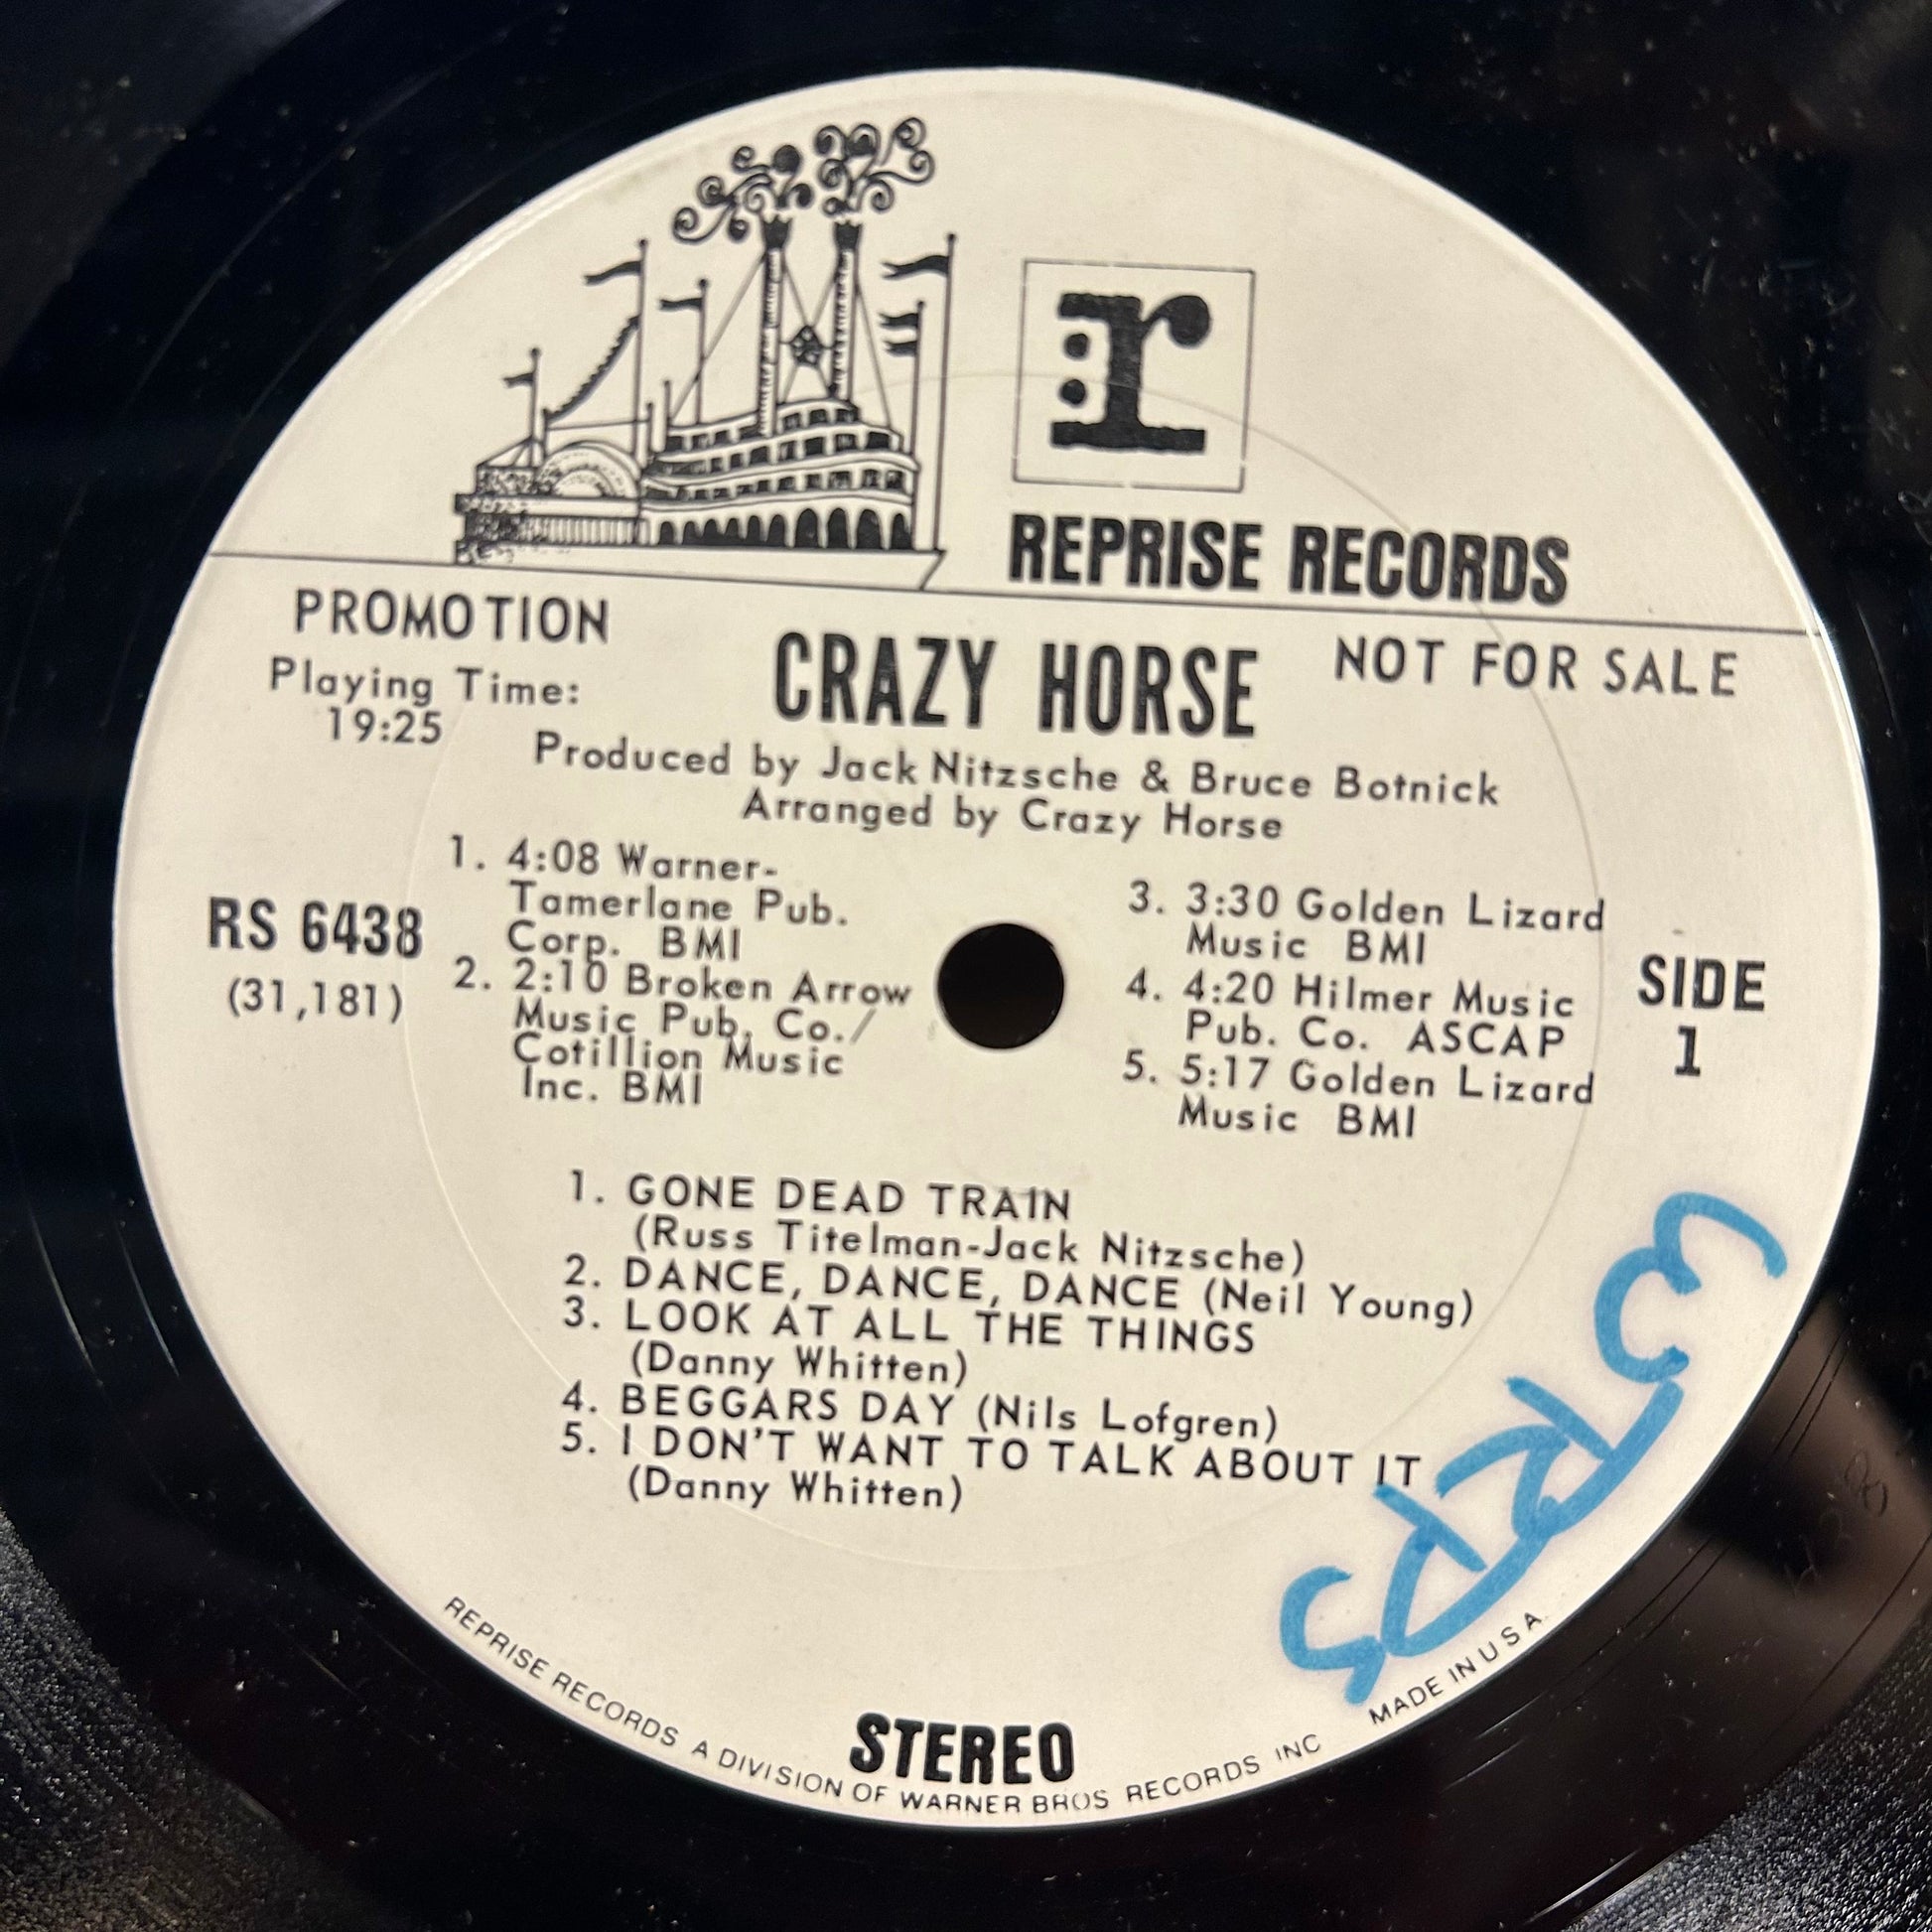 r
REPRISE RECORDS
PROMOTION
NOT FOR SALE
Playing Time:
19:25
CRAZY HORSE
Produced by Jack Nitzsche & Bruce Botnick
Arranged by Crazy Horse
RS 6438
(31,181)
1. 4:08 Warner-
Tamerlane Pub.
Corp. BMI
2. 2:10 Broken Arrow
Music Pub. Co./
Cotillion Music
Inc. BMI
3. 3:30 Golden Lizard
Music BMI
4. 4:20 Hilmer Music
Pub. Co. ASCAP
5. 5:17 Golden Lizard
Music BMI
SIDE
1
1. GONE DEAD TRAIN
(Russ Titelman-Jack Nitzsche)
2. DANCE, DANCE, DANCE (Neil Young)
3. LOOK AT ALL THE THINGS
(Danny Whitten)
4. BEGGARS DAY (Nils Lofgren)
5. I DON'T WANT TO TALK ABOUT IT
(Danny Whitten)
STEREO
REPRISE RECORDS A DIVISION OF WARNER BROS RECORDS INC MADE IN U S A